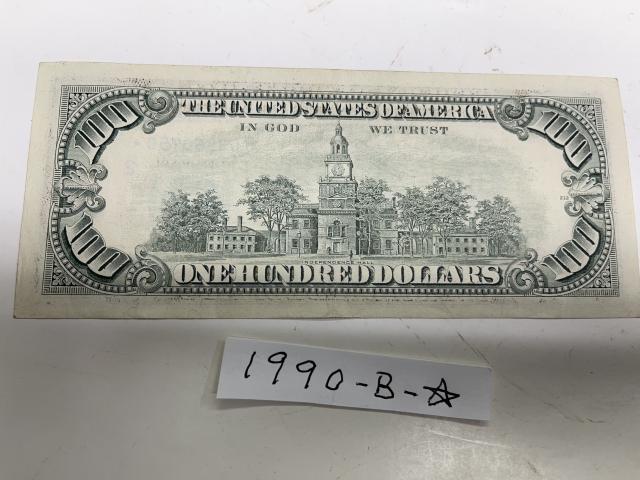 100 THE UNITED STATES OF AMERICA 100
IN GOD WE TRUST
INDEPENDENCE HALL
100 ONE HUNDRED DOLLARS 100
1990-B-☆